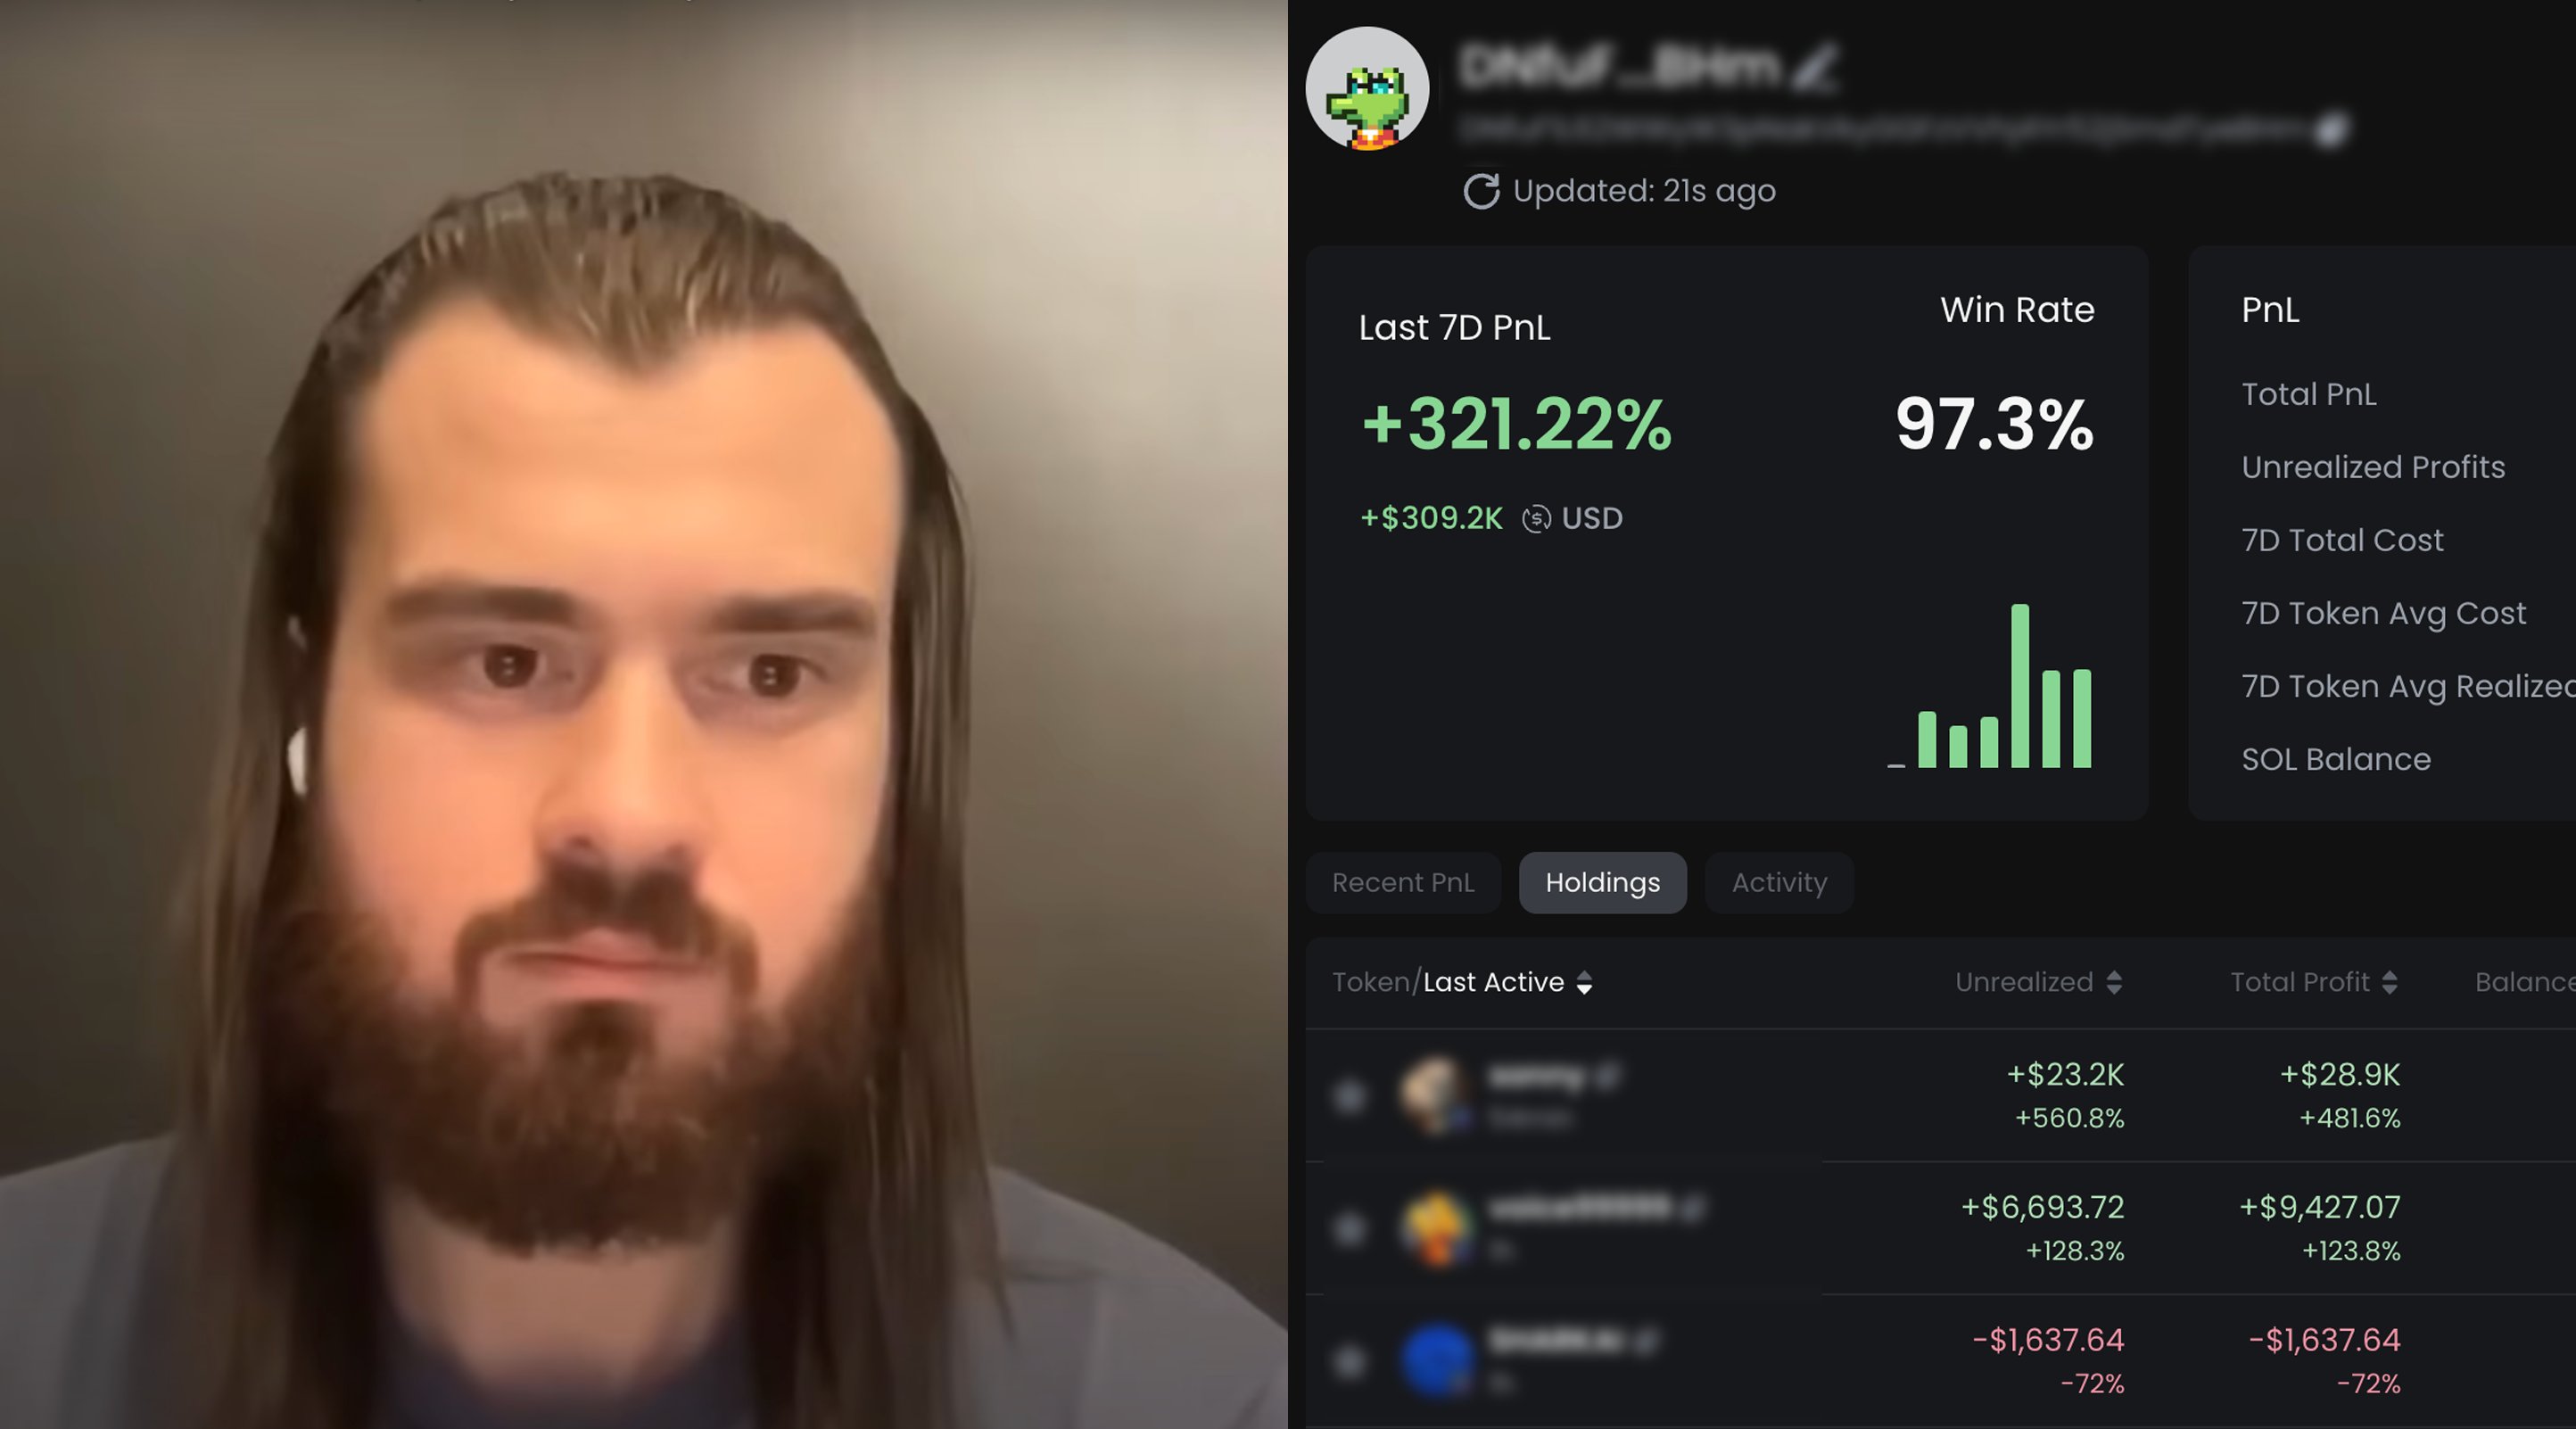 Updated: 21s ago
Last 7D PnL
Win Rate
+321.22%
97.3%
+$309.2K
USD
PnL
Total PnL
Unrealized Profits
7D Total Cost
7D Token Avg Cost
7D Token Avg Realized
SOL Balance
Recent PnL
Holdings
Activity
Token/Last Active
Unrealized
Total Profit
Balance
+$23.2K
+$28.9K
+560.8%
+481.6%
+$6,693.72
+$9,427.07
+128.3%
+123.8%
-$1,637.64
-$1,637.64
-72%
-72%